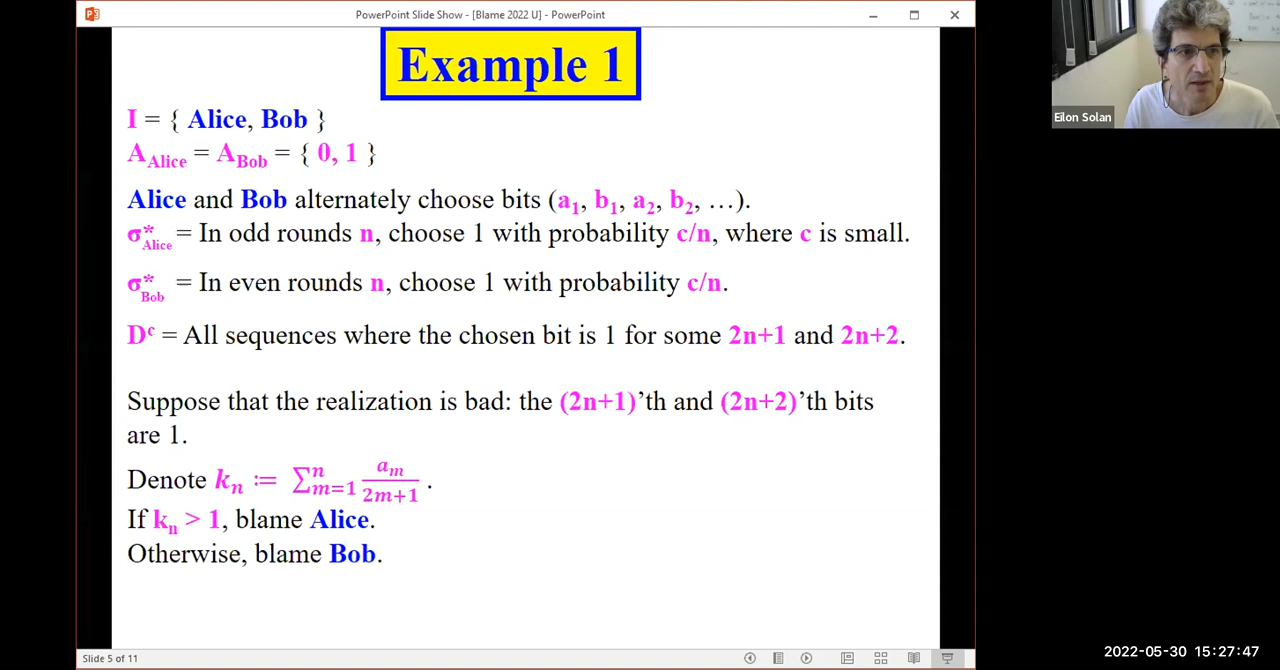 PowerPoint Slide Show - [Blame 2022 U] - PowerPoint
Example 1
I = { Alice, Bob }
A_Alice = A_Bob = { 0, 1 }
Alice and Bob alternately choose bits (a₁, b₁, a₂, b₂, …).
σ*_Alice = In odd rounds n, choose 1 with probability c/n, where c is small.
σ*_Bob = In even rounds n, choose 1 with probability c/n.
Dᶜ = All sequences where the chosen bit is 1 for some 2n+1 and 2n+2.
Suppose that the realization is bad: the (2n+1)’th and (2n+2)’th bits
are 1.
Denote kₙ := ∑ⁿₘ₌₁ aₘ/(2m+1) .
If kₙ > 1, blame Alice.
Otherwise, blame Bob.
Eilon Solan
Slide 5 of 11
2022-05-30 15:27:47